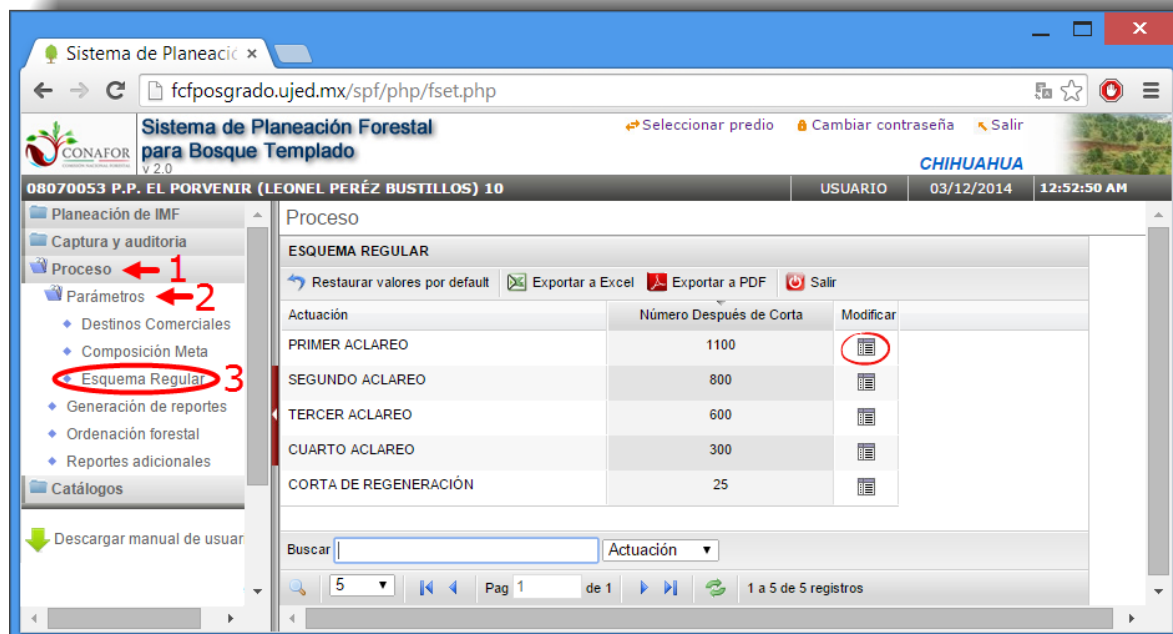 Sistema de Planeació
fcfposgrado.ujed.mx/spf/php/fset.php
CONAFOR
Sistema de Planeación Forestal
para Bosque Templado
v 2.0
Seleccionar predio
Cambiar contraseña
Salir
CHIHUAHUA
08070053 P.P. EL PORVENIR (LEONEL PERÉZ BUSTILLOS) 10
USUARIO
03/12/2014
12:52:50 AM
Planeación de IMF
Captura y auditoria
Proceso 1
Parámetros 2
Destinos Comerciales
Composición Meta
Esquema Regular 3
Generación de reportes
Ordenación forestal
Reportes adicionales
Catálogos
Descargar manual de usuar
Proceso
ESQUEMA REGULAR
Restaurar valores por default Exportar a Excel Exportar a PDF Salir
Actuación Número Después de Corta Modificar
PRIMER ACLAREO 1100
SEGUNDO ACLAREO 800
TERCER ACLAREO 600
CUARTO ACLAREO 300
CORTA DE REGENERACIÓN 25
Buscar Actuación
5 Pag 1 de 1 1 a 5 de 5 registros